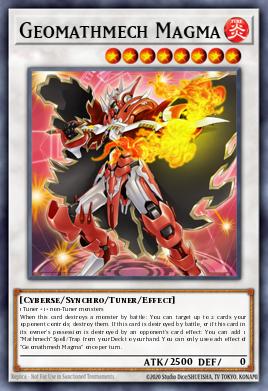 Geomathmech Magma
FIRE
炎
[Cyberse/Synchro/Tuner/Effect]
1 Tuner + 1+ non-Tuner monsters
When this card destroys a monster by battle: You can target up to 2 cards your
opponent controls; destroy them. If this card is destroyed by battle, or if this card in
its owner's possession is destroyed by an opponent's card effect: You can add 1
"Mathmech" Spell/Trap from your Deck to your hand. You can only use each effect of
"Geomathmech Magma" once per turn.
ATK/2500 DEF/ 0
Replica - Not For Use in Sanctioned Tournaments
©2020 Studio Dice/SHUEISHA, TV TOKYO, KONAMI